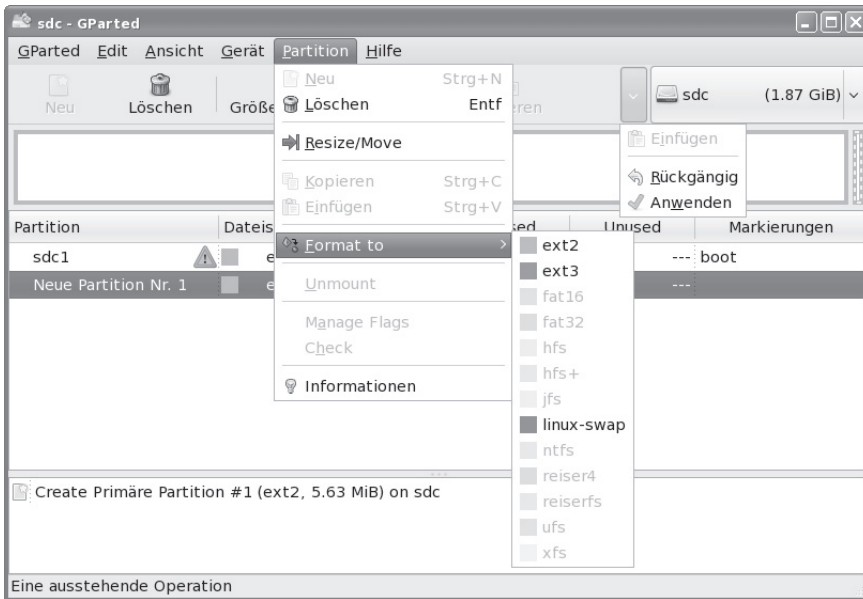 sdc - GParted
GParted Edit Ansicht Gerät Partition Hilfe
Neu Löschen Größe eren sdc (1.87 GiB)
Neu Strg+N
Löschen Entf
Resize/Move
Kopieren Strg+C
Einfügen Strg+V
Format to
Unmount
Manage Flags
Check
Informationen
Einfügen
Rückgängig
Anwenden
Partition Dateis sed Unused Markierungen
sdc1 e --- boot
Neue Partition Nr. 1 e ---
ext2
ext3
fat16
fat32
hfs
hfs+
jfs
linux-swap
ntfs
reiser4
reiserfs
ufs
xfs
Create Primäre Partition #1 (ext2, 5.63 MiB) on sdc
Eine ausstehende Operation